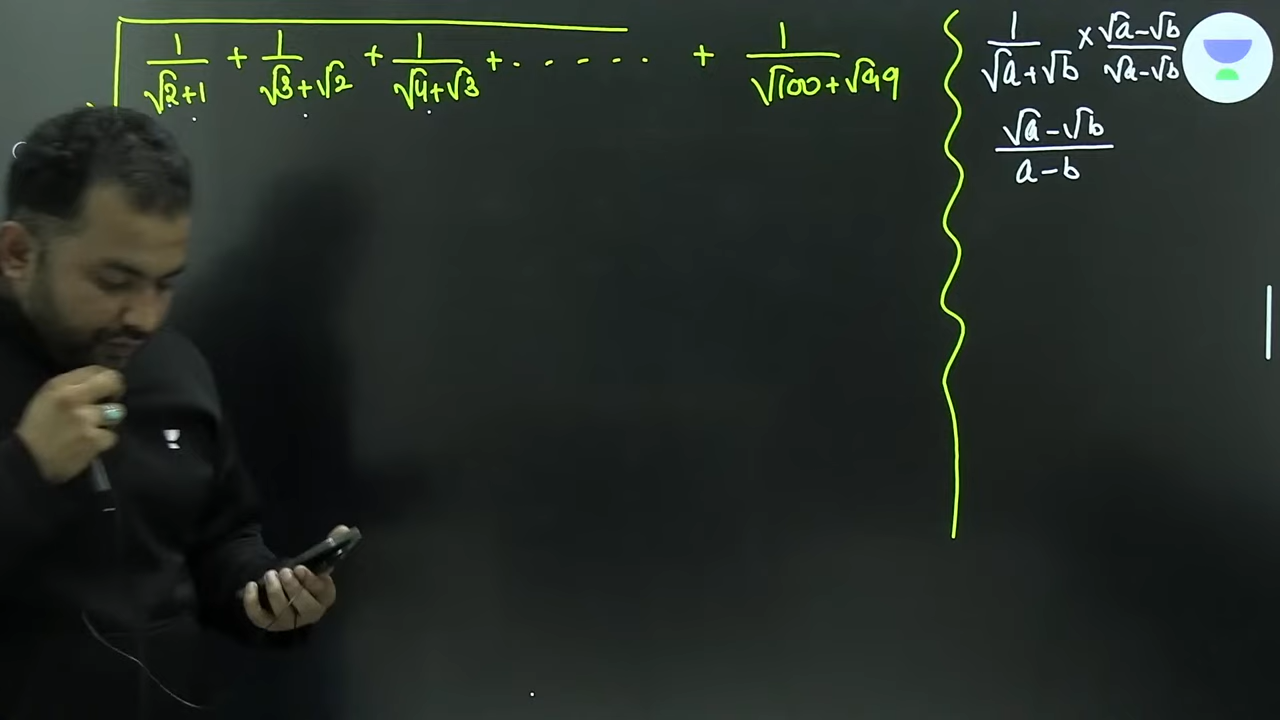 √ 1/(√2+1) + 1/(√3+√2) + 1/(√4+√3) + . - - - - . . + 1/(√100+√99)
1/(√a+√b) × (√a-√b)/(√a-√b)
(√a-√b)/(a-b)